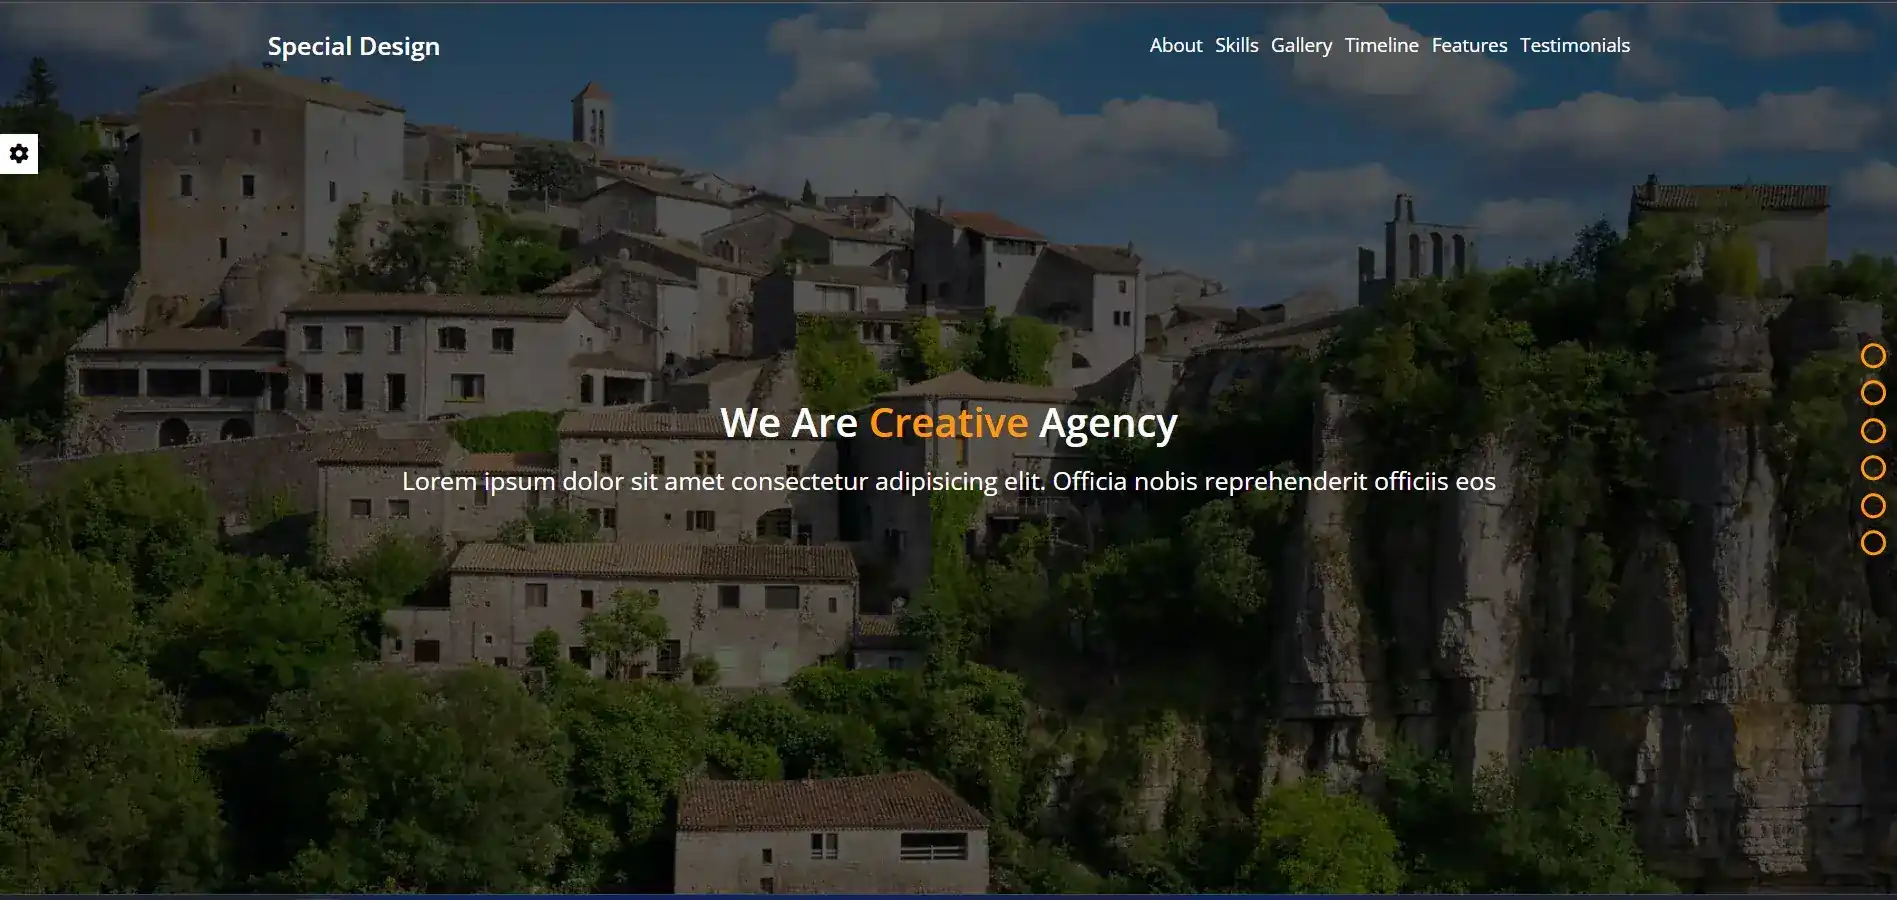 Special Design
About Skills Gallery Timeline Features Testimonials
We Are Creative Agency
Lorem ipsum dolor sit amet consectetur adipisicing elit. Officia nobis reprehenderit officiis eos